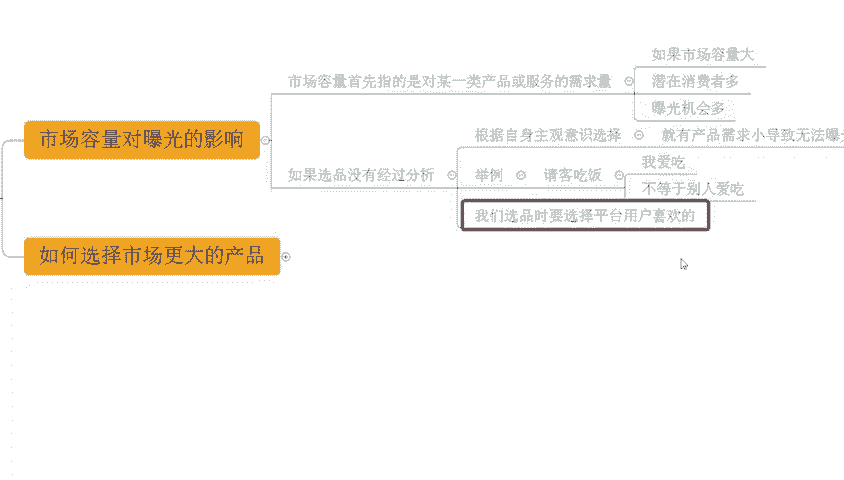 市场容量对曝光的影响
市场容量首先指的是对某一类产品或服务的需求量
如果市场容量大
潜在消费者多
曝光机会多
如果选品没有经过分析
根据自身主观意识选择
就有产品需求小导致无法曝
举例
请客吃饭
我爱吃
不等于别人爱吃
我们选品时要选择平台用户喜欢的
如何选择市场更大的产品